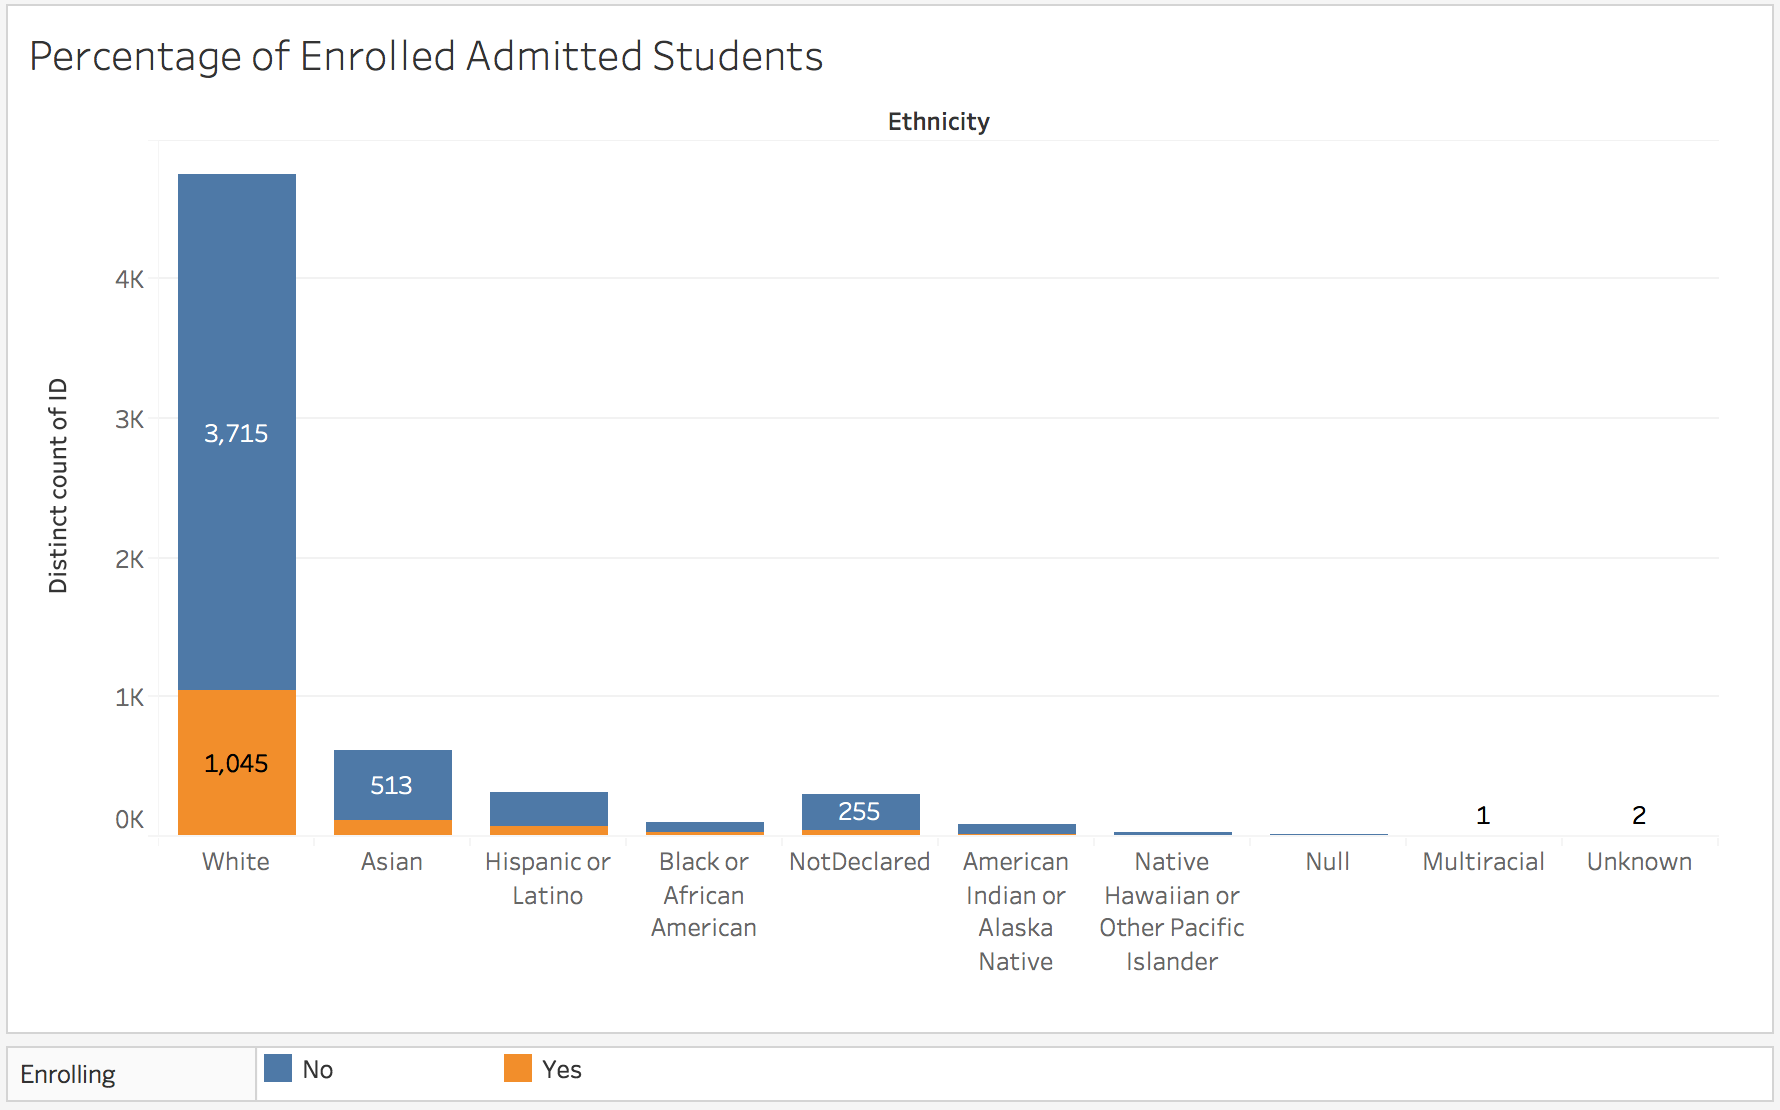 Percentage of Enrolled Admitted Students
Ethnicity
Distinct count of ID
4K
3K
2K
1K
0K
3,715
1,045
513
255
1
2
White
Asian
Hispanic or
Latino
Black or
African
American
NotDeclared
American
Indian or
Alaska
Native
Native
Hawaiian or
Other Pacific
Islander
Null
Multiracial
Unknown
Enrolling
No
Yes